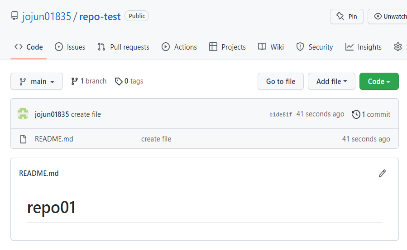 jojun01835 / repo-test Public
Pin
Unwatch
Code
Issues
Pull requests
Actions
Projects
Wiki
Security
Insights
main
1 branch
0 tags
Go to file
Add file
Code
jojun01835 create file
41 seconds ago
1 commit
README.md
create file
41 seconds ago
README.md
repo01